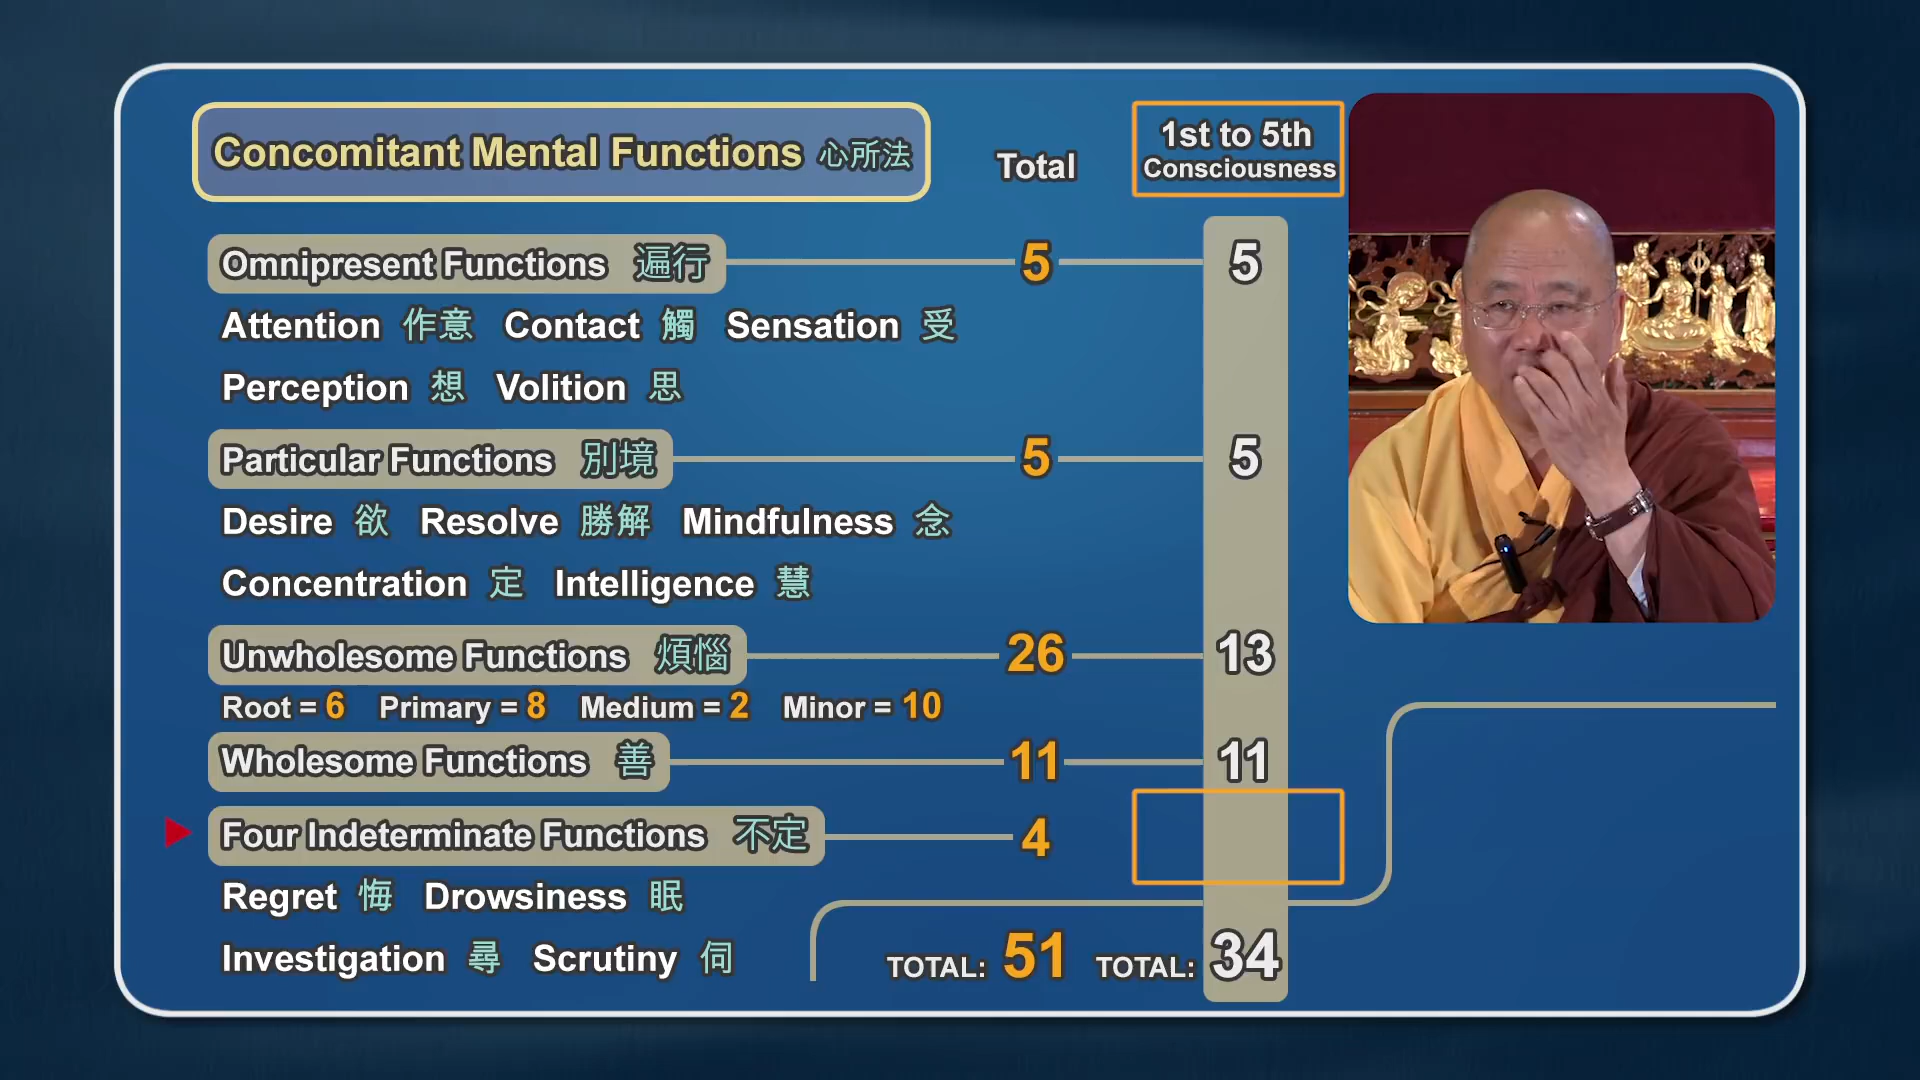 Concomitant Mental Functions 心所法
Total
1st to 5th
Consciousness
Omnipresent Functions 遍行 5 5
Attention 作意 Contact 觸 Sensation 受
Perception 想 Volition 思
Particular Functions 別境 5 5
Desire 欲 Resolve 勝解 Mindfulness 念
Concentration 定 Intelligence 慧
Unwholesome Functions 煩惱 26 13
Root = 6 Primary = 8 Medium = 2 Minor = 10
Wholesome Functions 善 11 11
Four Indeterminate Functions 不定 4
Regret 悔 Drowsiness 眠
Investigation 尋 Scrutiny 伺
TOTAL: 51 TOTAL: 34